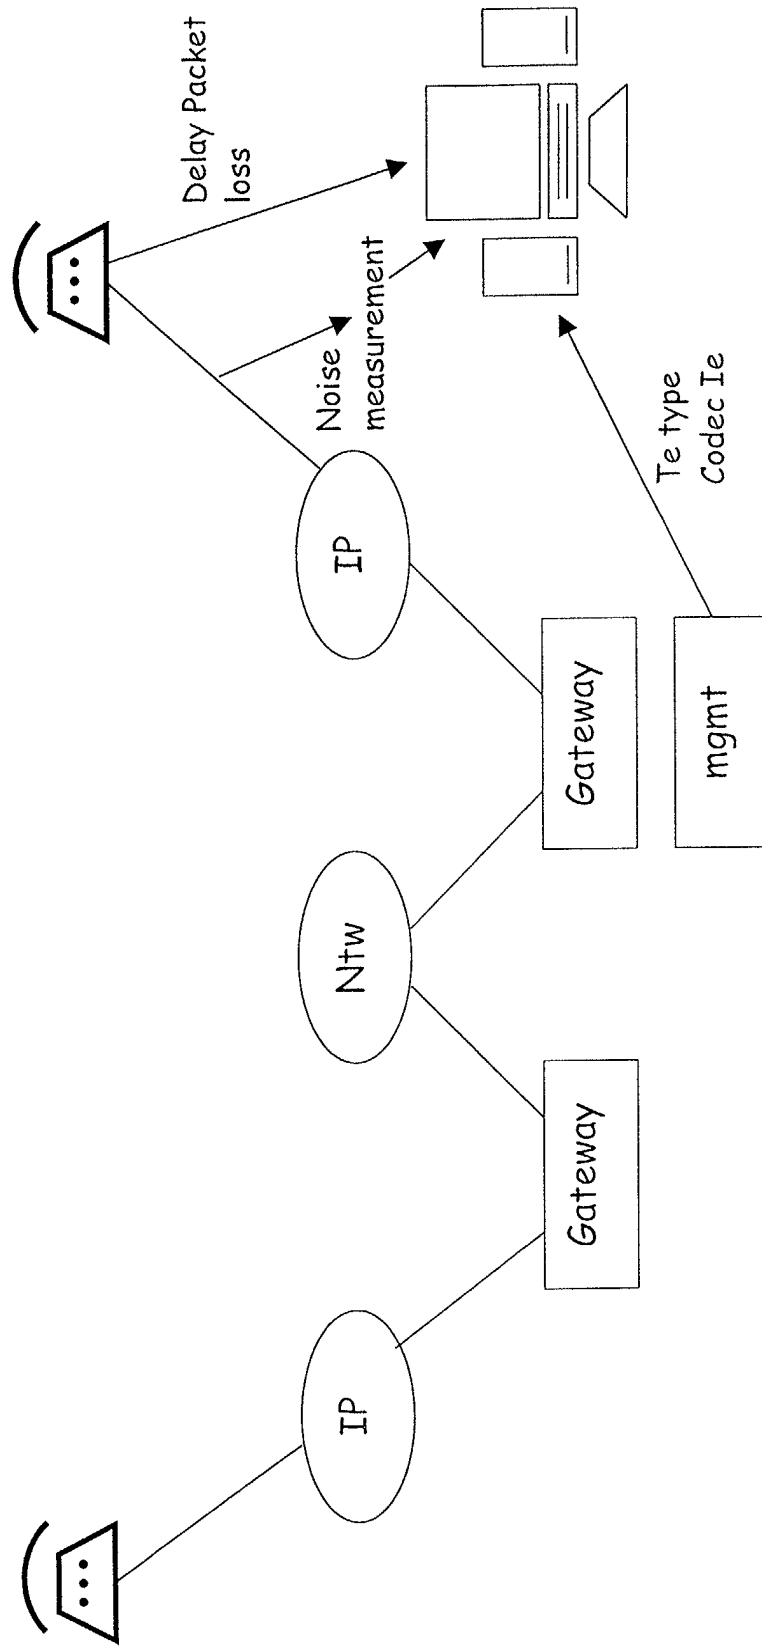 Delay Packet
loss
Noise
measurement
IP
Ntw
IP
Te type
Codec Ie
Gateway
Gateway
mgmt